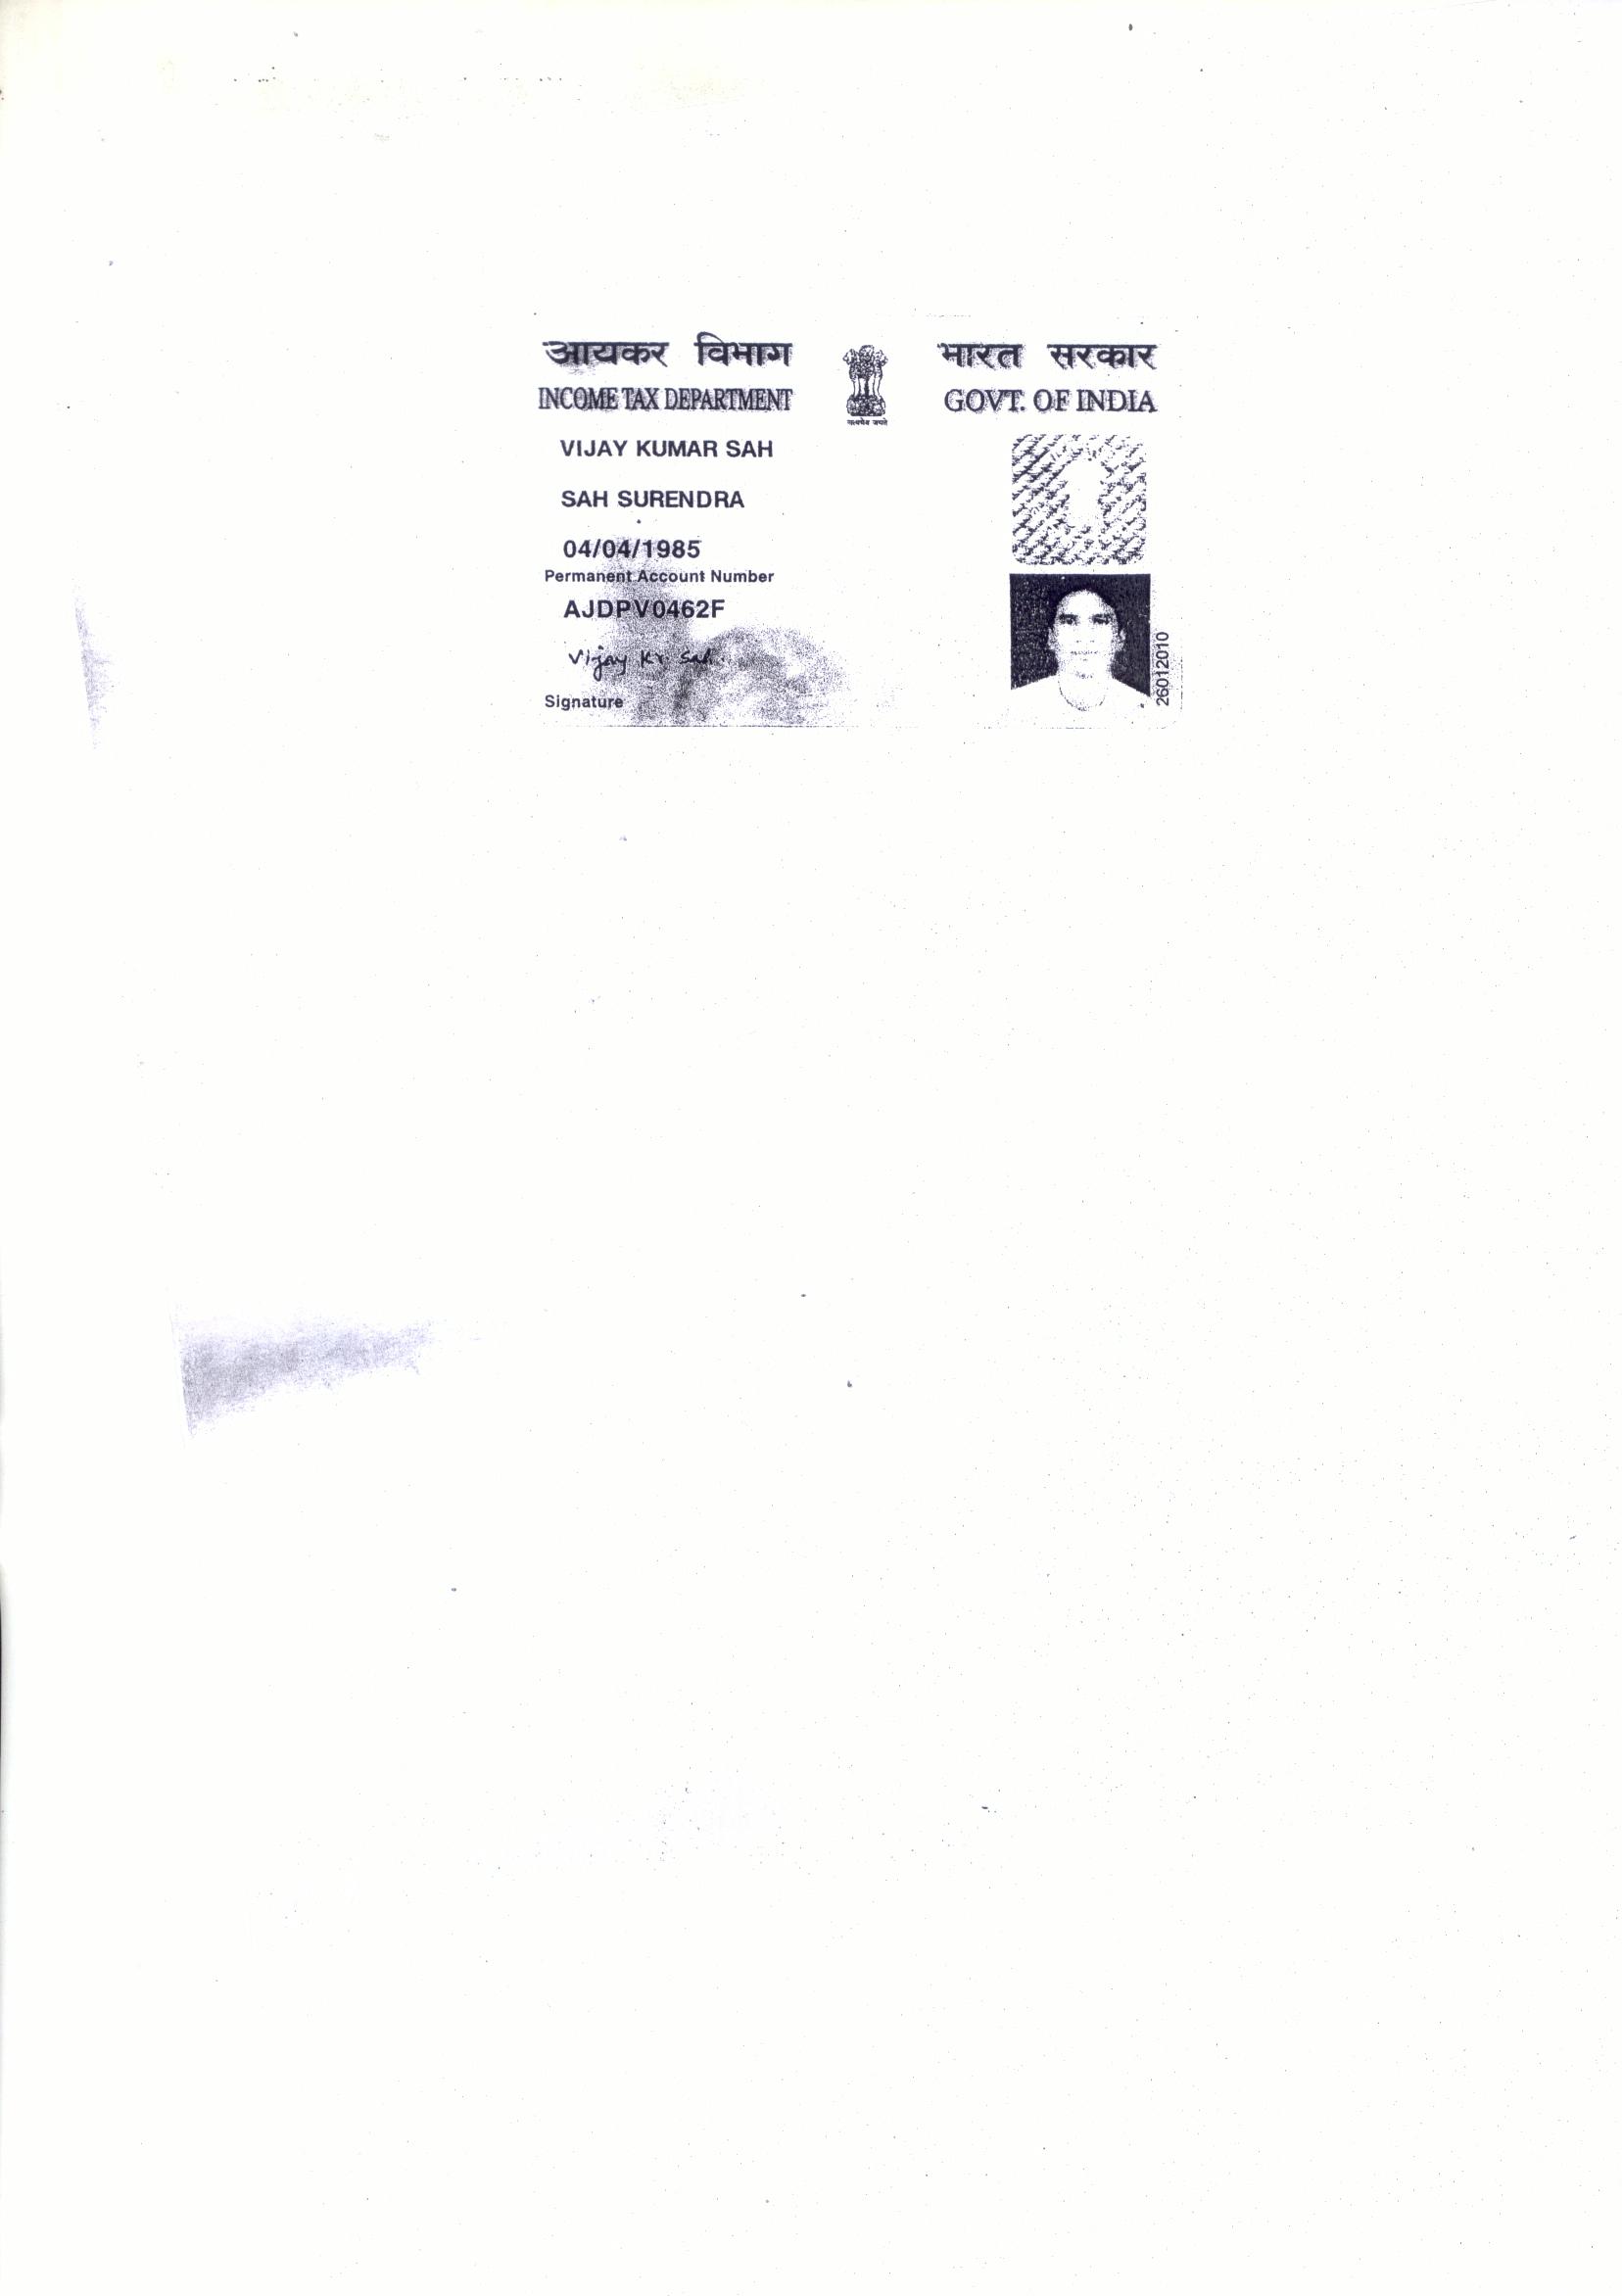 आयकर विभाग
INCOME TAX DEPARTMENT
भारत सरकार
GOVT. OF INDIA
सत्यमेव जयते
VIJAY KUMAR SAH
SAH SURENDRA
04/04/1985
Permanent Account Number
AJDPV0462F
Vijay Kr. Sah.
Signature
26012010